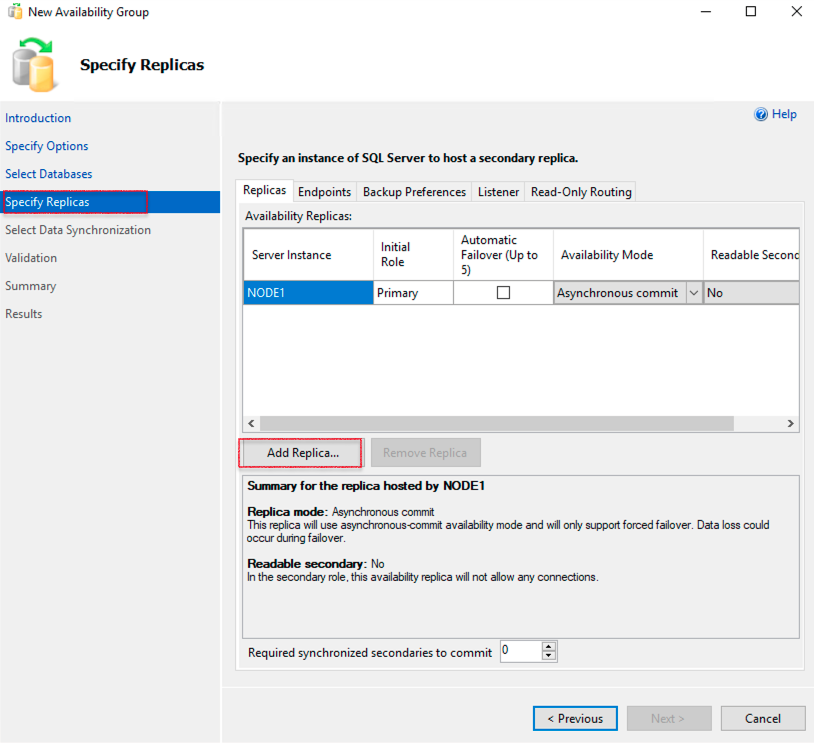 New Availability Group
Specify Replicas
Introduction
Specify Options
Select Databases
Specify Replicas
Select Data Synchronization
Validation
Summary
Results
Help
Specify an instance of SQL Server to host a secondary replica.
Replicas Endpoints Backup Preferences Listener Read-Only Routing
Availability Replicas:
Server Instance
Initial
Role
Automatic
Failover (Up to
5)
Availability Mode
Readable Second
NODE1 Primary Asynchronous commit No
Add Replica... Remove Replica
Summary for the replica hosted by NODE1
Replica mode: Asynchronous commit
This replica will use asynchronous-commit availability mode and will only support forced failover. Data loss could
occur during failover.
Readable secondary: No
In the secondary role, this availability replica will not allow any connections.
Required synchronized secondaries to commit 0
< Previous Next > Cancel